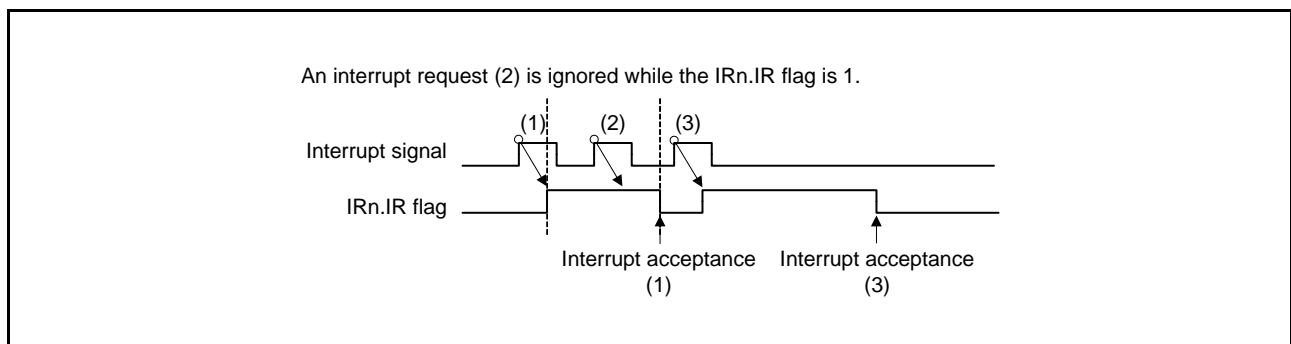 An interrupt request (2) is ignored while the IRn.IR flag is 1.
(1) (2) (3)
Interrupt signal
IRn.IR flag
Interrupt acceptance Interrupt acceptance
(1) (3)